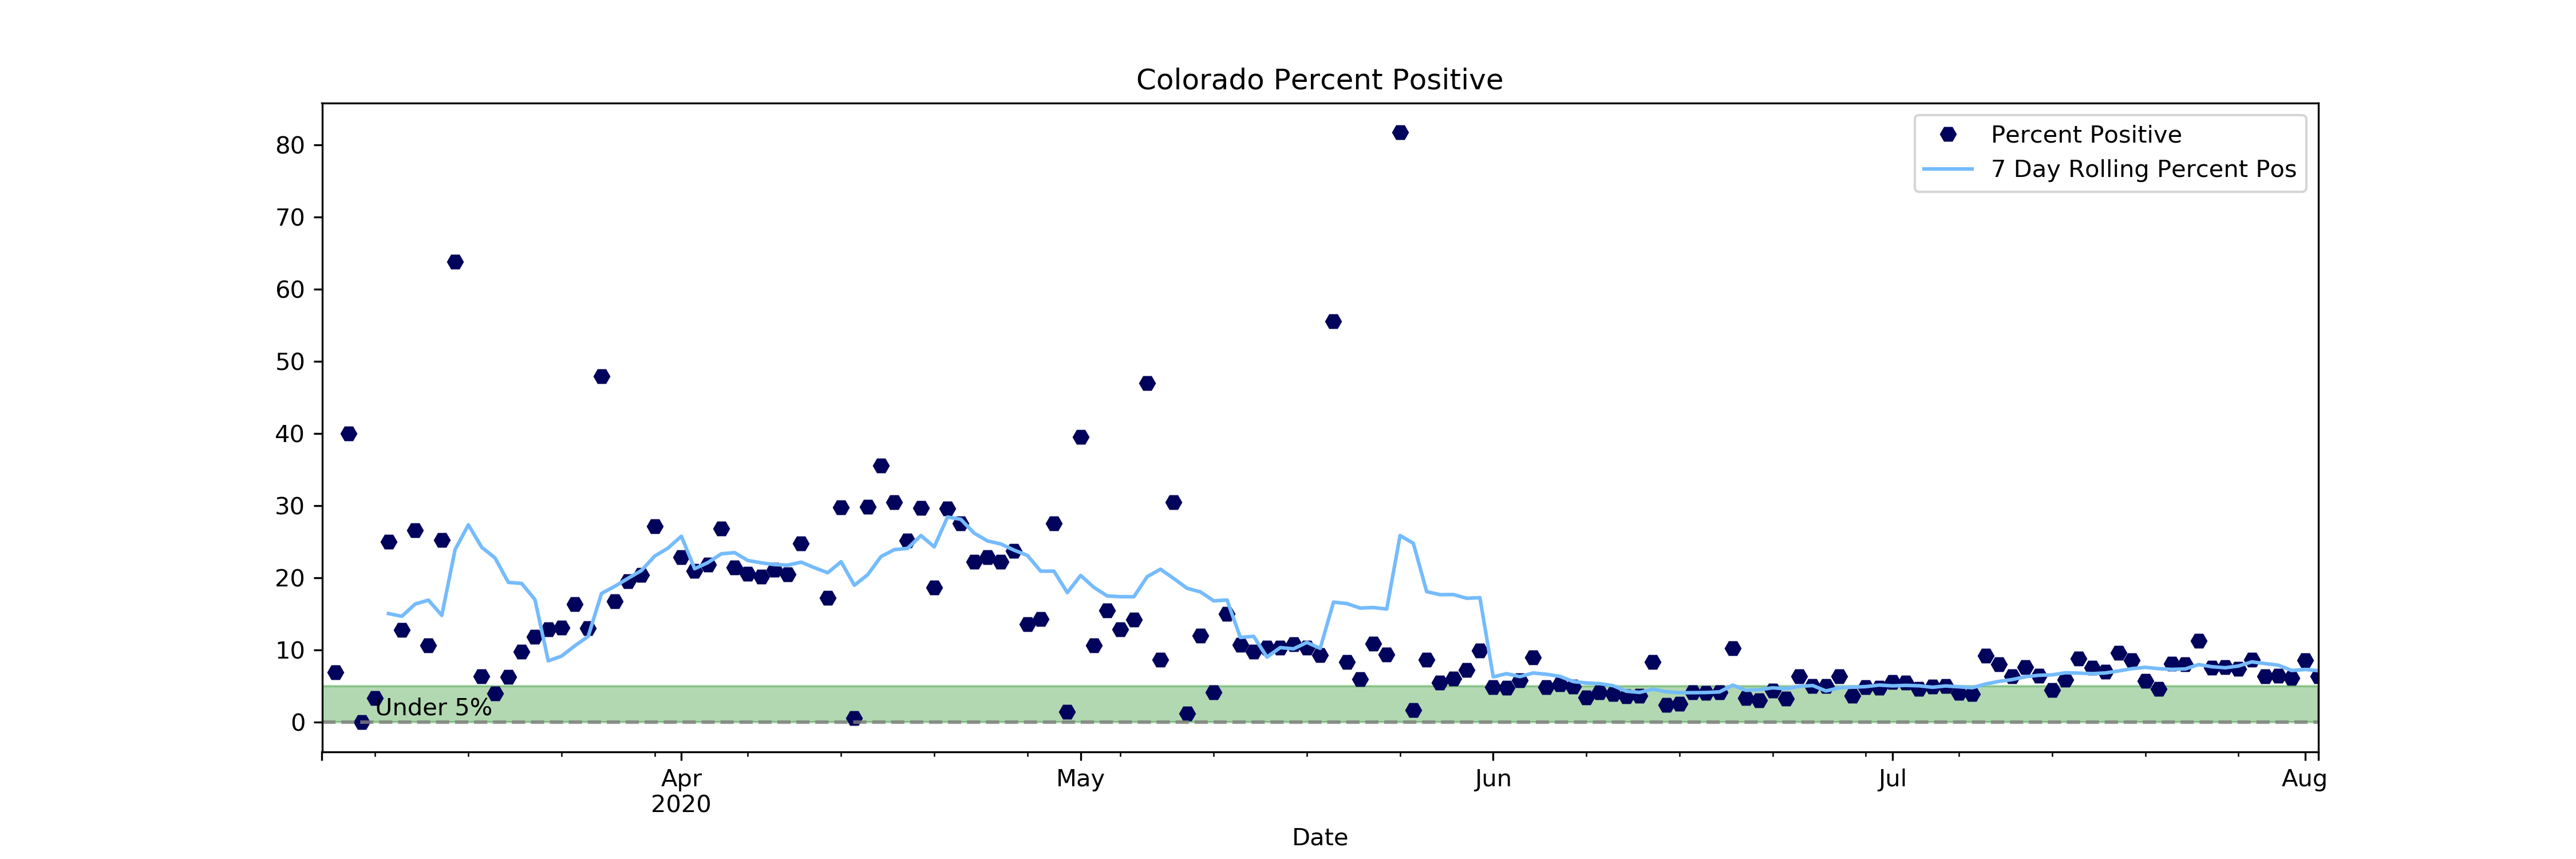 Colorado Percent Positive
Percent Positive
7 Day Rolling Percent Pos
80
70
60
50
40
30
20
10
0
Under 5%
Apr
2020
May
Jun
Jul
Aug
Date